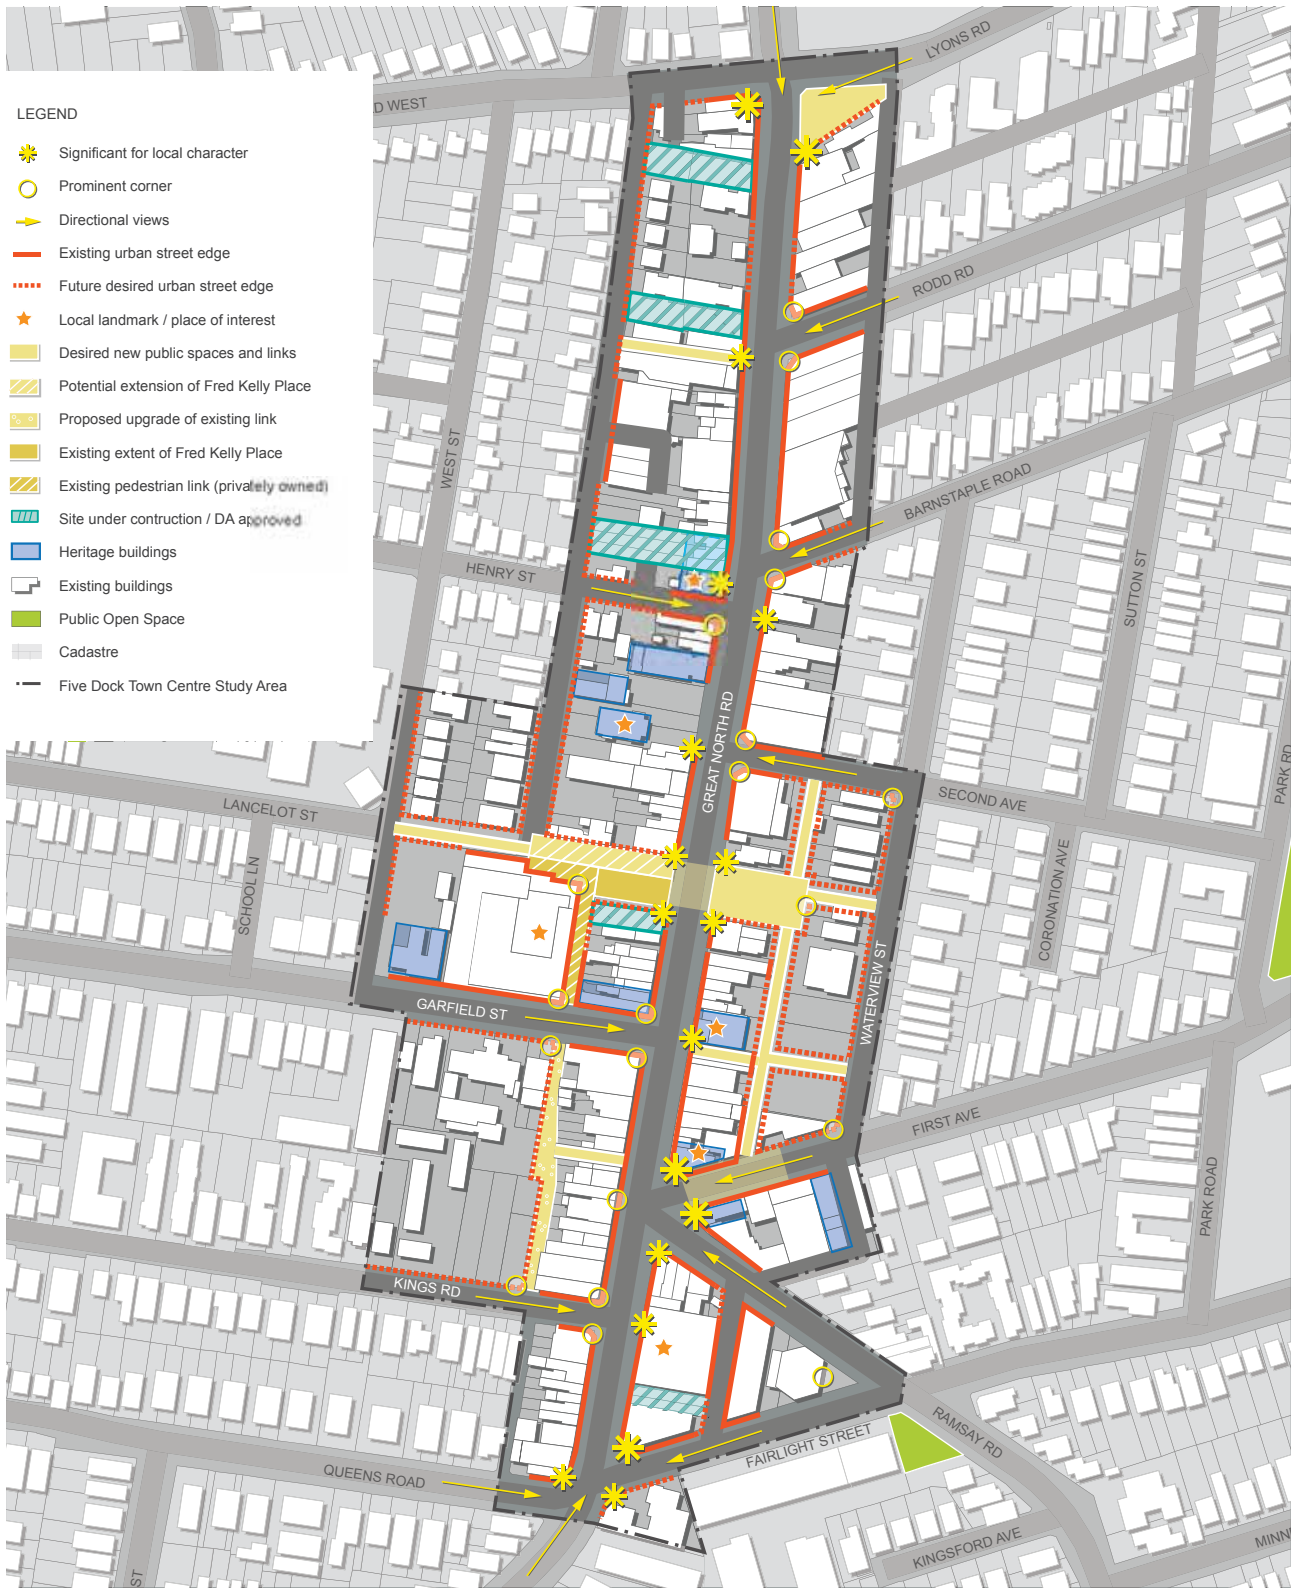 LYONS RD
D WEST
LEGEND
Significant for local character
Prominent corner
Directional views
Existing urban street edge
Future desired urban street edge
Local landmark / place of interest
Desired new public spaces and links
Potential extension of Fred Kelly Place
Proposed upgrade of existing link
Existing extent of Fred Kelly Place
Existing pedestrian link (privately owned)
Site under contruction / DA approved
Heritage buildings
Existing buildings
Public Open Space
Cadastre
Five Dock Town Centre Study Area
RODD RD
WEST ST
BARNSTAPLE ROAD
HENRY ST
SUTTON ST
GREAT NORTH RD
PARK RD
LANCELOT ST
SECOND AVE
SCHOOL LN
CORONATION AVE
WATERVIEW ST
GARFIELD ST
FIRST AVE
PARK ROAD
KINGS RD
RAMSAY RD
FAIRLIGHT STREET
QUEENS ROAD
KINGSFORD AVE
MINN
ST